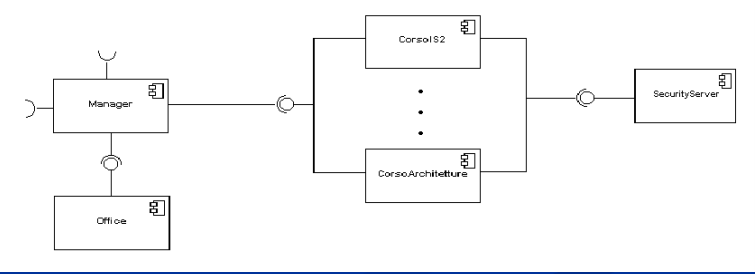 CorsoIS2
Manager
SecurityServer
CorsoArchitetture
Office